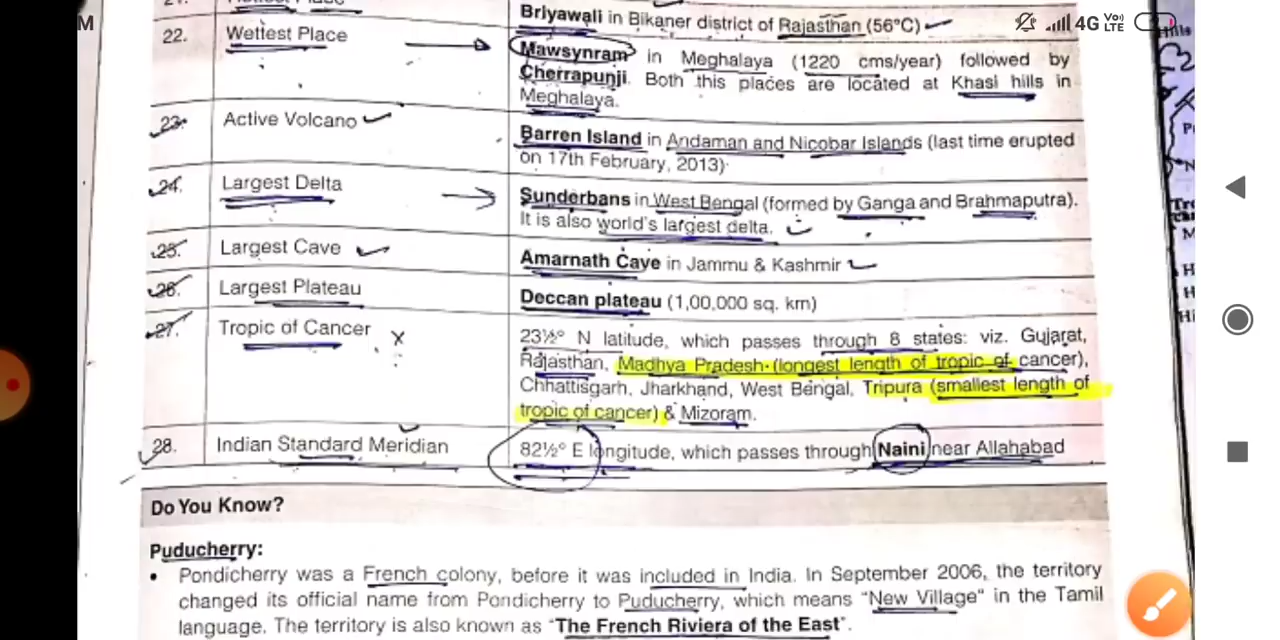 M
Briyawali in Bikaner district of Rajasthan (56°C)
4G VoLTE
22. Wettest Place
Mawsynram in Meghalaya (1220 cms/year) followed by
Cherrapunji. Both this places are located at Khasi hills in
Meghalaya.
23. Active Volcano
Barren Island in Andaman and Nicobar Islands (last time erupted
on 17th February, 2013)
24. Largest Delta
Sunderbans in West Bengal (formed by Ganga and Brahmaputra).
It is also world's largest delta.
25. Largest Cave
Amarnath Cave in Jammu & Kashmir
26. Largest Plateau
Deccan plateau (1,00,000 sq. km)
27. Tropic of Cancer x
23½° N latitude, which passes through 8 states: viz. Gujarat,
Rajasthan, Madhya Pradesh (longest length of tropic of cancer),
Chhattisgarh, Jharkhand, West Bengal, Tripura (smallest length of
tropic of cancer) & Mizoram.
28. Indian Standard Meridian
82½° E longitude, which passes through Naini near Allahabad
Do You Know?
Puducherry:
• Pondicherry was a French colony, before it was included in India. In September 2006, the territory
changed its official name from Pondicherry to Puducherry, which means "New Village" in the Tamil
language. The territory is also known as "The French Riviera of the East".